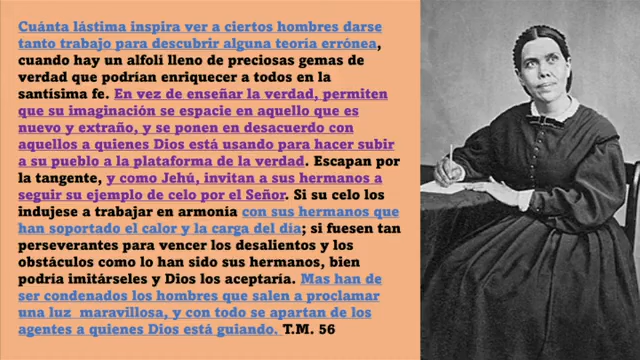 Cuánta lástima inspira ver a ciertos hombres darse
tanto trabajo para descubrir alguna teoría errónea,
cuando hay un alfolí lleno de preciosas gemas de
verdad que podrían enriquecer a todos en la
santísima fe. En vez de enseñar la verdad, permiten
que su imaginación se espacie en aquello que es
nuevo y extraño, y se ponen en desacuerdo con
aquellos a quienes Dios está usando para hacer subir
a su pueblo a la plataforma de la verdad. Escapan por
la tangente, y como Jehú, invitan a sus hermanos a
seguir su ejemplo de celo por el Señor. Si su celo los
indujese a trabajar en armonía con sus hermanos que
han soportado el calor y la carga del día; si fuesen tan
perseverantes para vencer los desalientos y los
obstáculos como lo han sido sus hermanos, bien
podría imitárseles y Dios los aceptaría. Mas han de
ser condenados los hombres que salen a proclamar
una luz maravillosa, y con todo se apartan de los
agentes a quienes Dios está guiando. T.M. 56